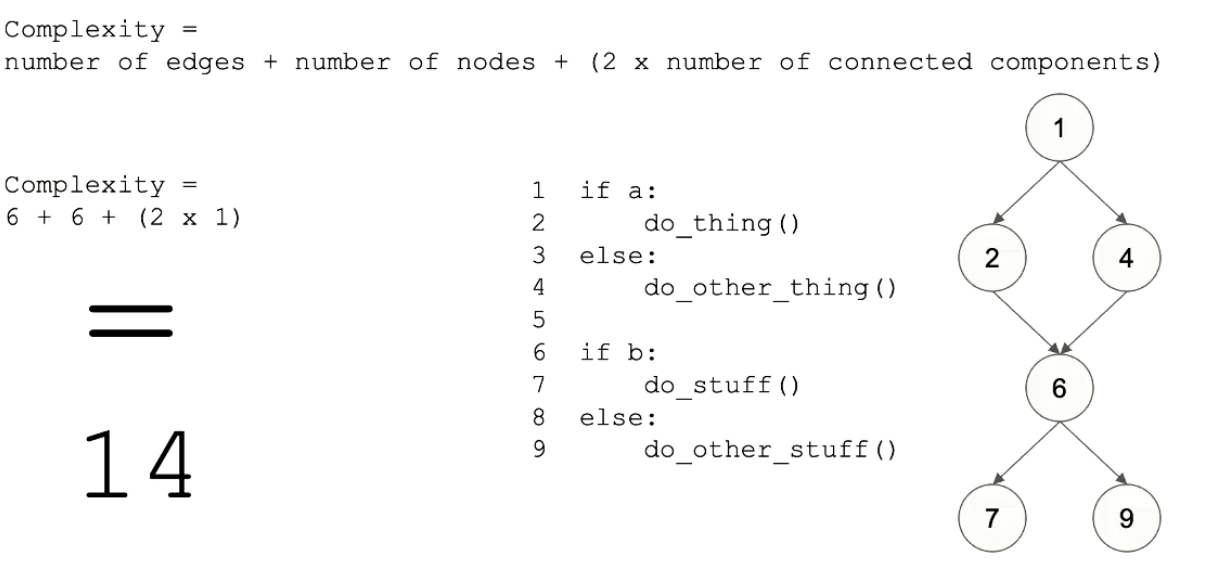 Complexity =
number of edges + number of nodes + (2 x number of connected components)
Complexity =
6 + 6 + (2 x 1)
=
14
1 if a:
2 do_thing()
3 else:
4 do_other_thing()
5
6 if b:
7 do_stuff()
8 else:
9 do_other_stuff()
1
2 4
6
7 9